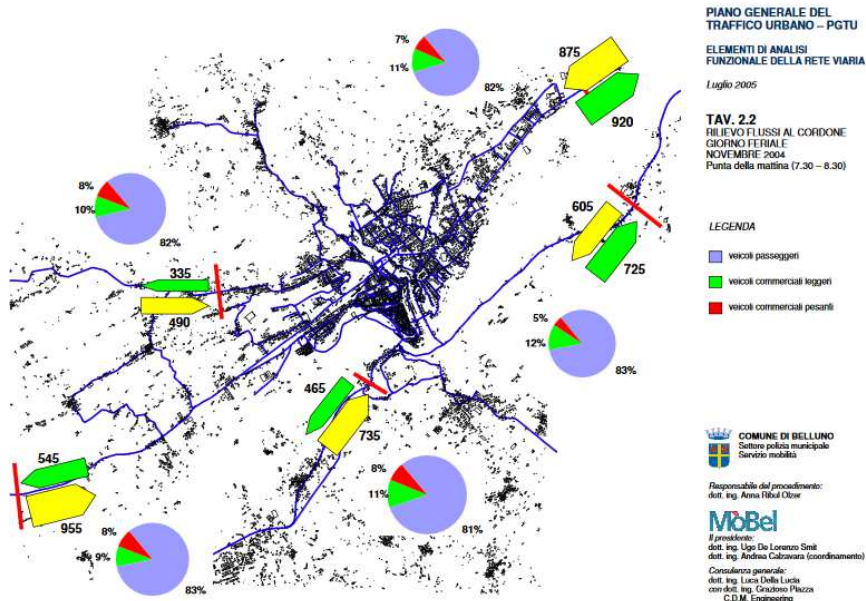 PIANO GENERALE DEL
TRAFFICO URBANO – PGTU
ELEMENTI DI ANALISI
FUNZIONALE DELLA RETE VIARIA
Luglio 2005
TAV. 2.2
RILIEVO FLUSSI AL CORDONE
GIORNO FERIALE
NOVEMBRE 2004
Punta della mattina (7.30 – 8.30)
LEGENDA
veicoli passeggeri
veicoli commerciali leggeri
veicoli commerciali pesanti
7%
11%
82%
875
920
8%
10%
82%
605
725
335
490
5%
12%
83%
465
735
545
955
8%
11%
81%
8%
9%
83%
COMUNE DI BELLUNO
Settore polizia municipale
Servizio mobilità
Responsabile del procedimento:
dott. ing. Anna Ribul Olzer
MòBel
Il presidente:
dott. ing. Ugo De Lorenzo Smit
dott. ing. Andrea Calzavara (coordinamento)
Consulenza generale:
dott. ing. Luca Della Lucia
con dott. ing. Grazioso Piazza
C.D.M. Engineering